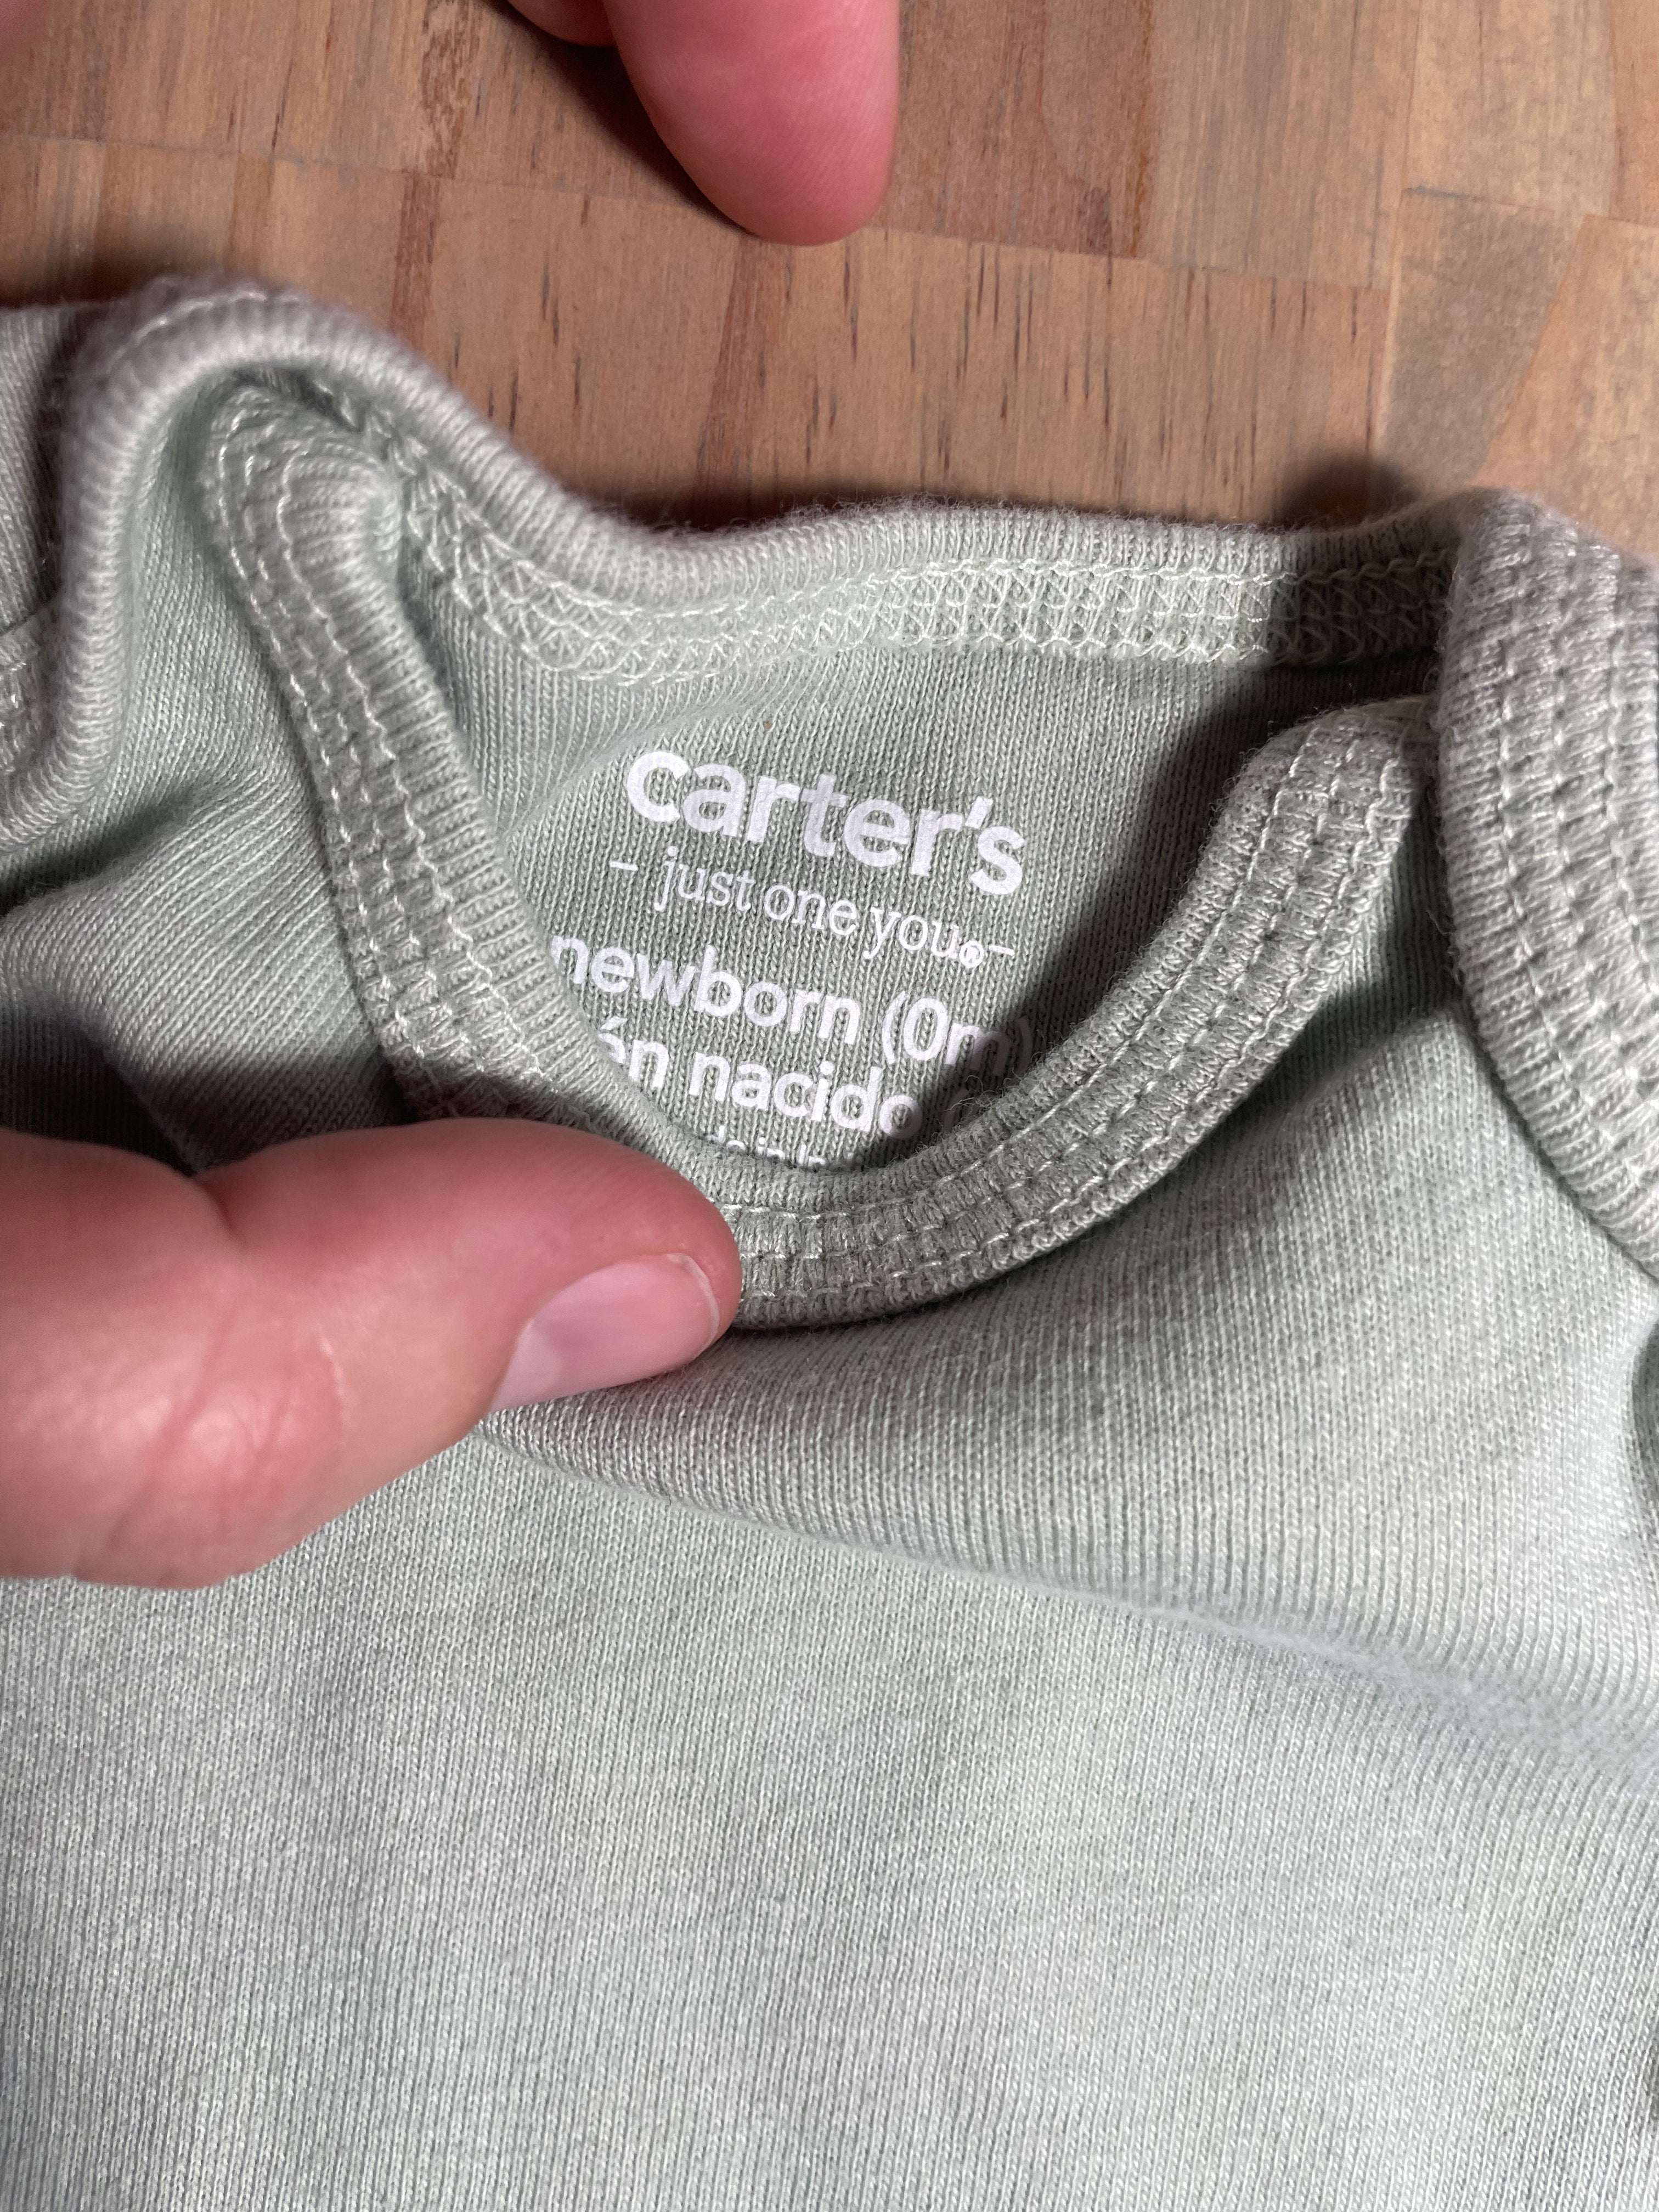 carter's
– just one you® –
newborn (0m)
nacido